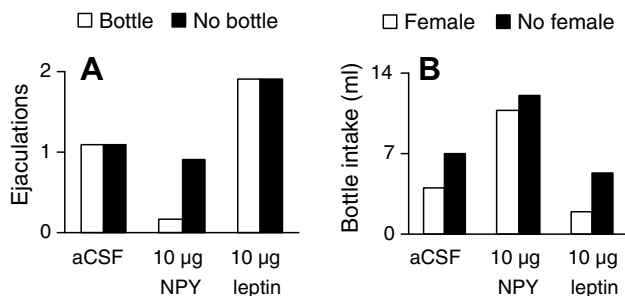 Bottle No bottle
A
2
1
0
Ejaculations
aCSF 10 µg 10 µg
NPY leptin
Female No female
B
14
7
0
Bottle intake (ml)
aCSF 10 µg 10 µg
NPY leptin